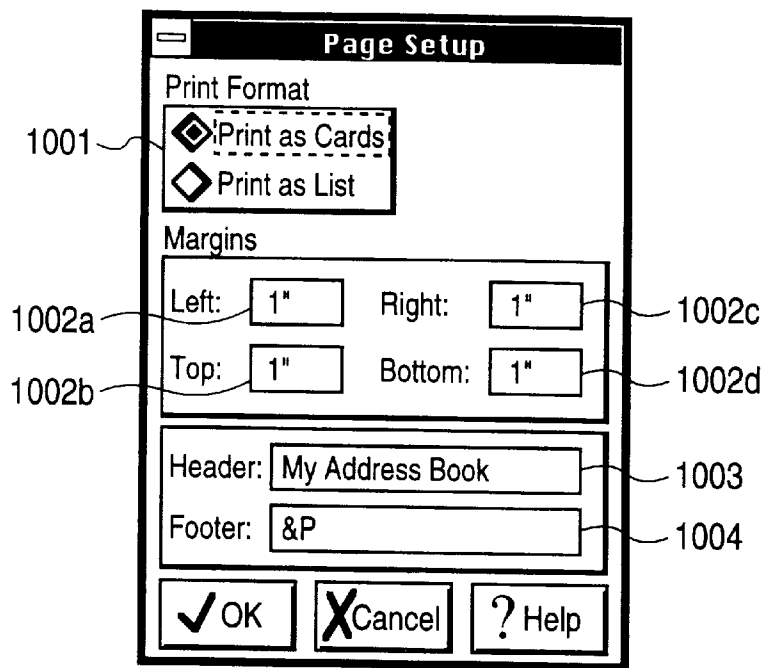 Page Setup
Print Format
1001
Print as Cards
Print as List
Margins
1002a
Left: 1"
Right: 1"
1002c
1002b
Top: 1"
Bottom: 1"
1002d
Header: My Address Book
1003
Footer: &P
1004
OK
Cancel
? Help